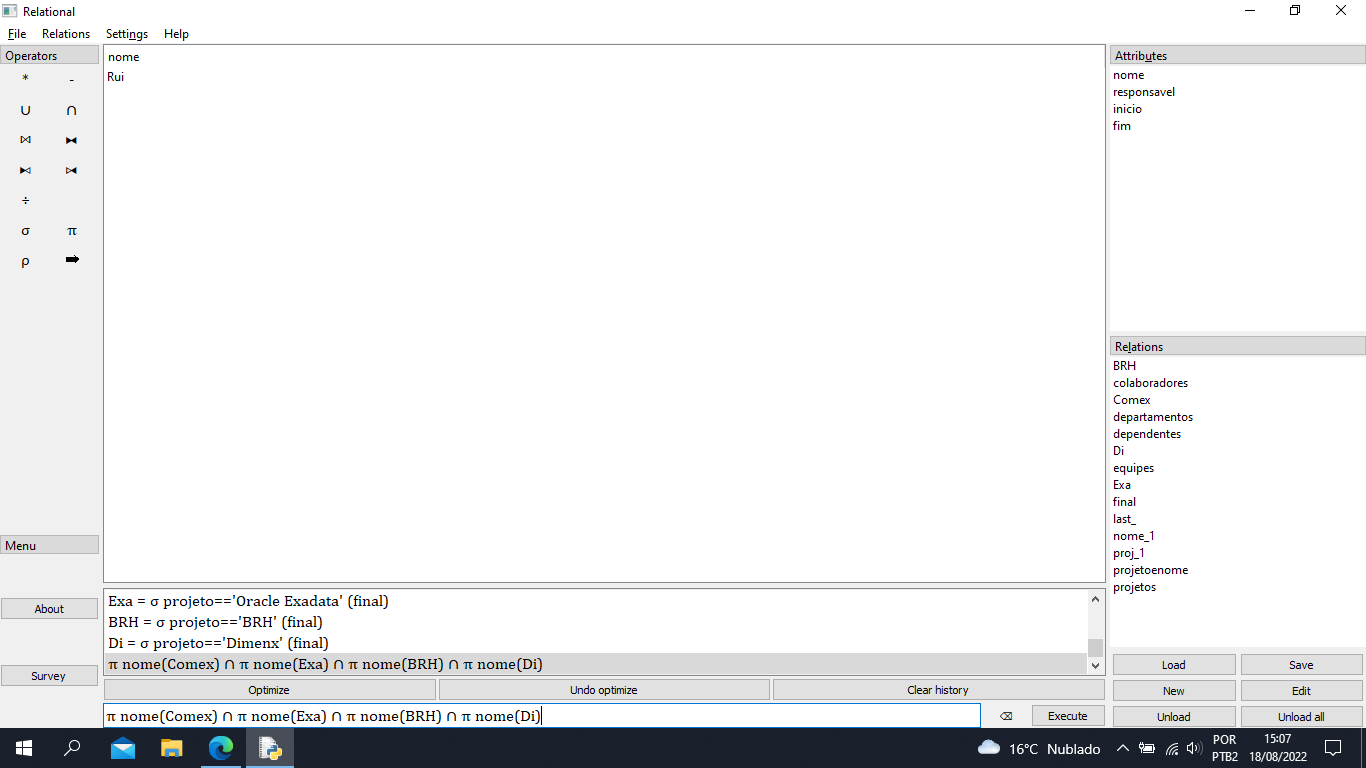 Relational
File Relations Settings Help
Operators
* -
∪ ∩
⋈ ⧓
⧑ ⧒
÷
σ π
ρ ➡
Menu
About
Survey
nome
Rui
Exa = σ projeto=='Oracle Exadata' (final)
BRH = σ projeto=='BRH' (final)
Di = σ projeto=='Dimenx' (final)
π nome(Comex) ∩ π nome(Exa) ∩ π nome(BRH) ∩ π nome(Di)
Optimize Undo optimize Clear history
π nome(Comex) ∩ π nome(Exa) ∩ π nome(BRH) ∩ π nome(Di)
⌫ Execute
Attributes
nome
responsavel
inicio
fim
Relations
BRH
colaboradores
Comex
departamentos
dependentes
Di
equipes
Exa
final
last_
nome_1
proj_1
projetoenome
projetos
Load Save
New Edit
Unload Unload all
16°C Nublado
POR
PTB2
15:07
18/08/2022